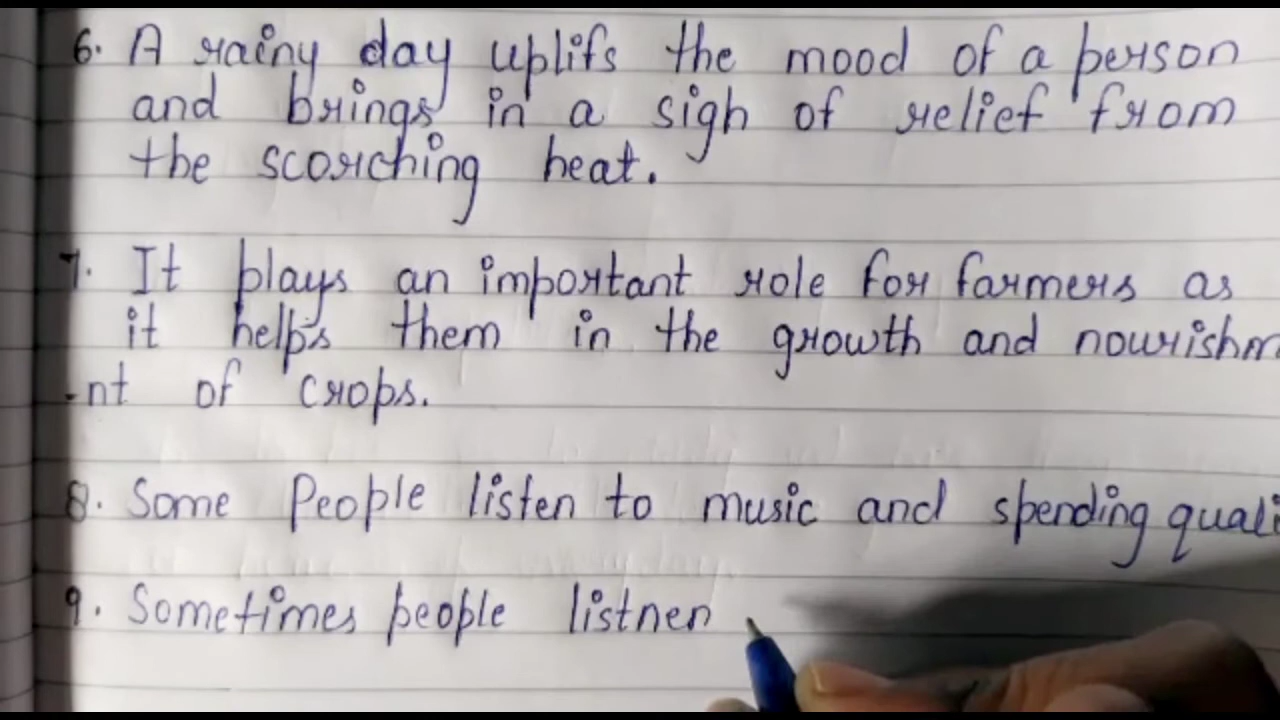 6. A rainy day uplifs the mood of a person
and brings in a sigh of relief from
the scorching heat.
7. It plays an important role for farmers as
it helps them in the growth and nourishm
-nt of crops.
8. Some People listen to music and spending quali
9. Sometimes people listnen